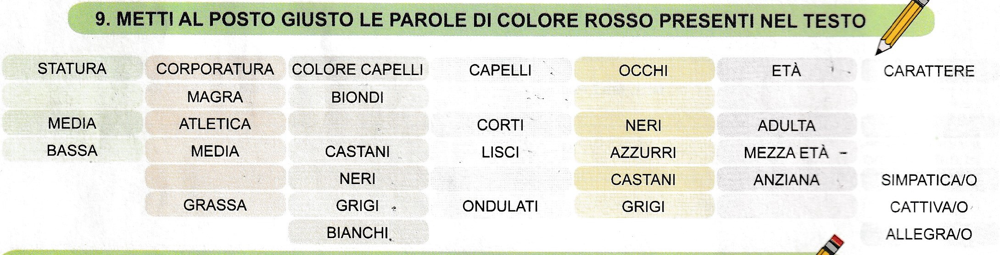 9. METTI AL POSTO GIUSTO LE PAROLE DI COLORE ROSSO PRESENTI NEL TESTO
STATURA CORPORATURA COLORE CAPELLI CAPELLI OCCHI ETÀ CARATTERE
MAGRA BIONDI
MEDIA ATLETICA CORTI NERI ADULTA
BASSA MEDIA CASTANI LISCI AZZURRI MEZZA ETÀ
NERI CASTANI ANZIANA SIMPATICA/O
GRASSA GRIGI ONDULATI GRIGI CATTIVA/O
BIANCHI ALLEGRA/O